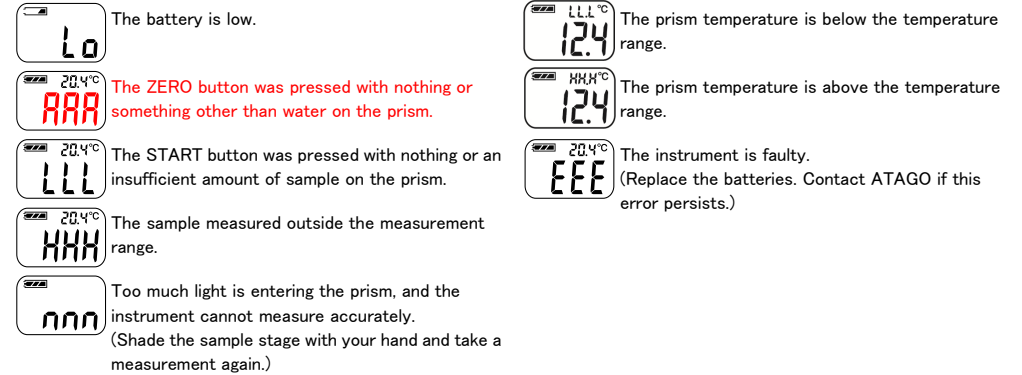 The battery is low.
Lo
20.4°C
The ZERO button was pressed with nothing or
something other than water on the prism.
AAA
20.4°C
The START button was pressed with nothing or an
insufficient amount of sample on the prism.
LLL
20.4°C
The sample measured outside the measurement
range.
HHH
Too much light is entering the prism, and the
instrument cannot measure accurately.
(Shade the sample stage with your hand and take a
measurement again.)
nnn
LL.L°C
The prism temperature is below the temperature
range.
12.4
HH.H°C
The prism temperature is above the temperature
range.
12.4
20.4°C
The instrument is faulty.
(Replace the batteries. Contact ATAGO if this
error persists.)
EEE